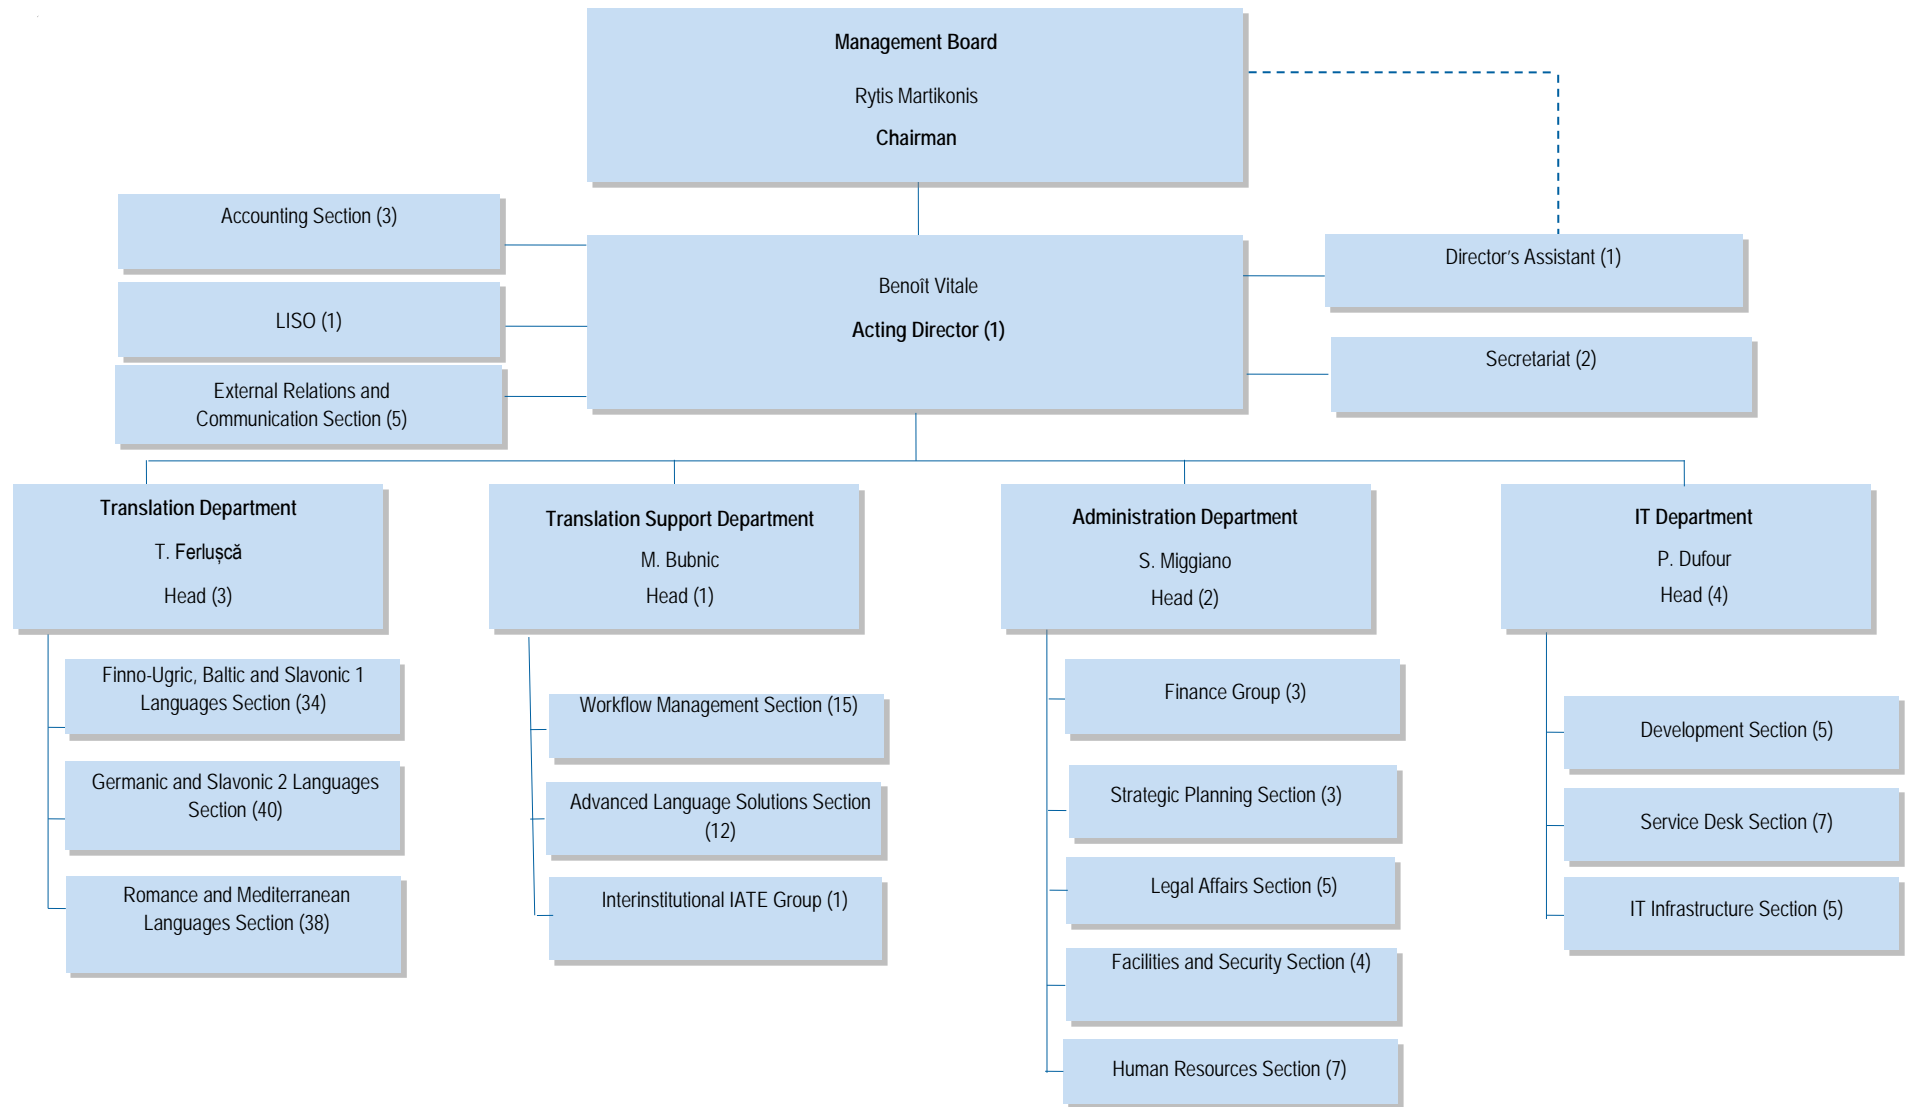 Management Board
Rytis Martikonis
Chairman
Accounting Section (3)
LISO (1)
External Relations and
Communication Section (5)
Benoît Vitale
Acting Director (1)
Director's Assistant (1)
Secretariat (2)
Translation Department
T. Ferlușcă
Head (3)
Finno-Ugric, Baltic and Slavonic 1
Languages Section (34)
Germanic and Slavonic 2 Languages
Section (40)
Romance and Mediterranean
Languages Section (38)
Translation Support Department
M. Bubnic
Head (1)
Workflow Management Section (15)
Advanced Language Solutions Section
(12)
Interinstitutional IATE Group (1)
Administration Department
S. Miggiano
Head (2)
Finance Group (3)
Strategic Planning Section (3)
Legal Affairs Section (5)
Facilities and Security Section (4)
Human Resources Section (7)
IT Department
P. Dufour
Head (4)
Development Section (5)
Service Desk Section (7)
IT Infrastructure Section (5)